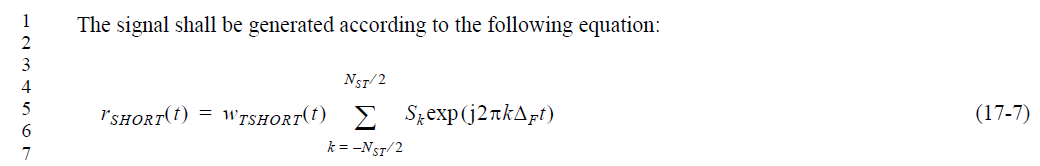 1 The signal shall be generated according to the following equation:
2
3
4 N_ST/2
5 r_SHORT(t) = w_TSHORT(t) ∑ S_k exp(j2πkΔ_F t) (17-7)
6
7 k = –N_ST/2